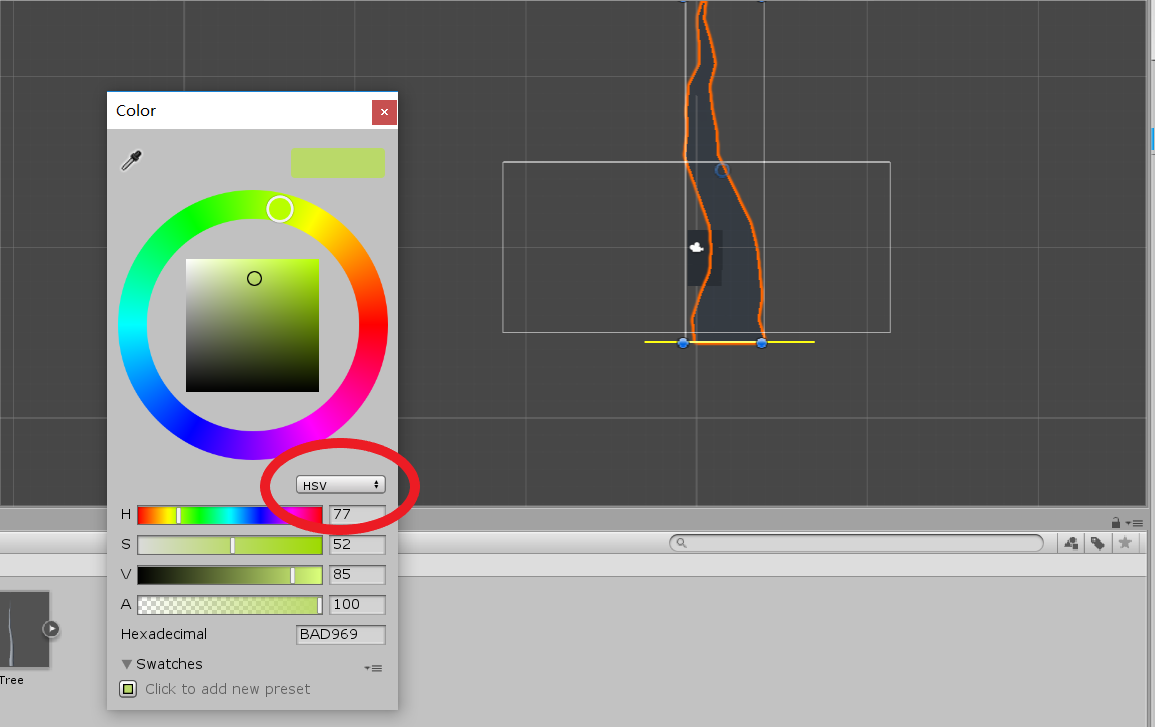 Color
HSV
H 77
S 52
V 85
A 100
Hexadecimal BAD969
Swatches
Click to add new preset
Tree